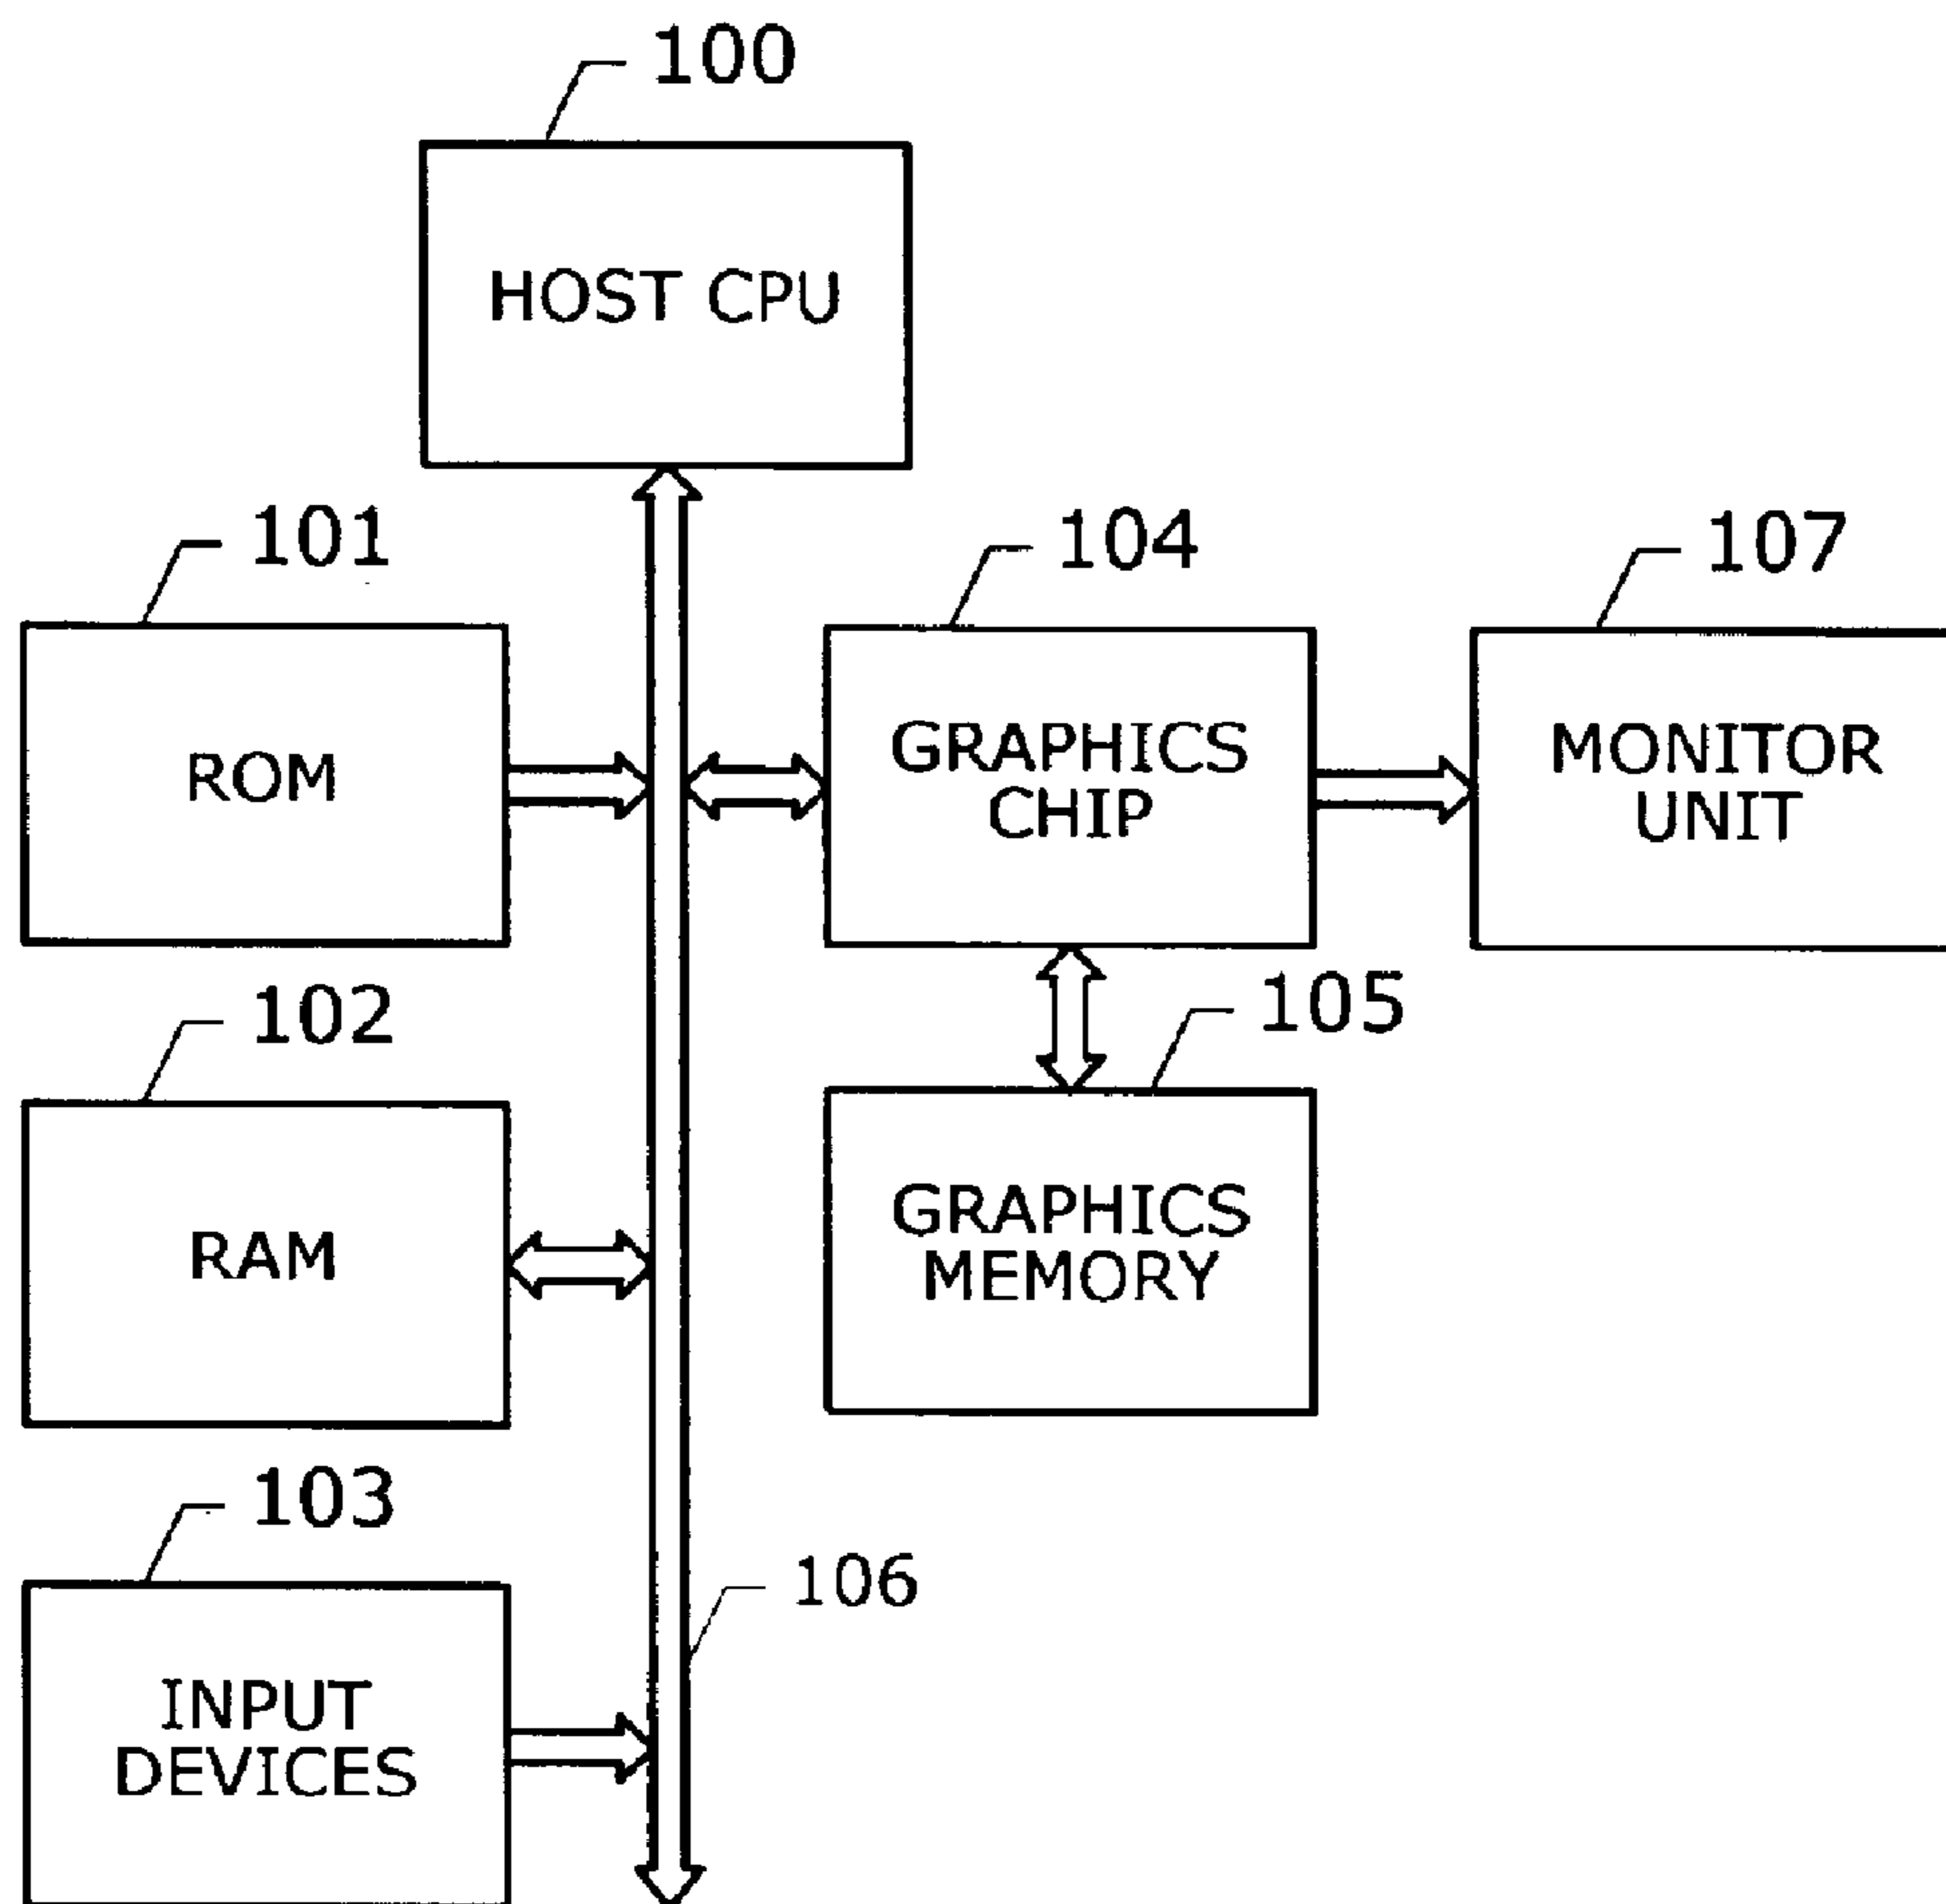 100
HOST CPU
101
104
107
ROM
GRAPHICS
CHIP
MONITOR
UNIT
102
105
RAM
GRAPHICS
MEMORY
103
106
INPUT
DEVICES